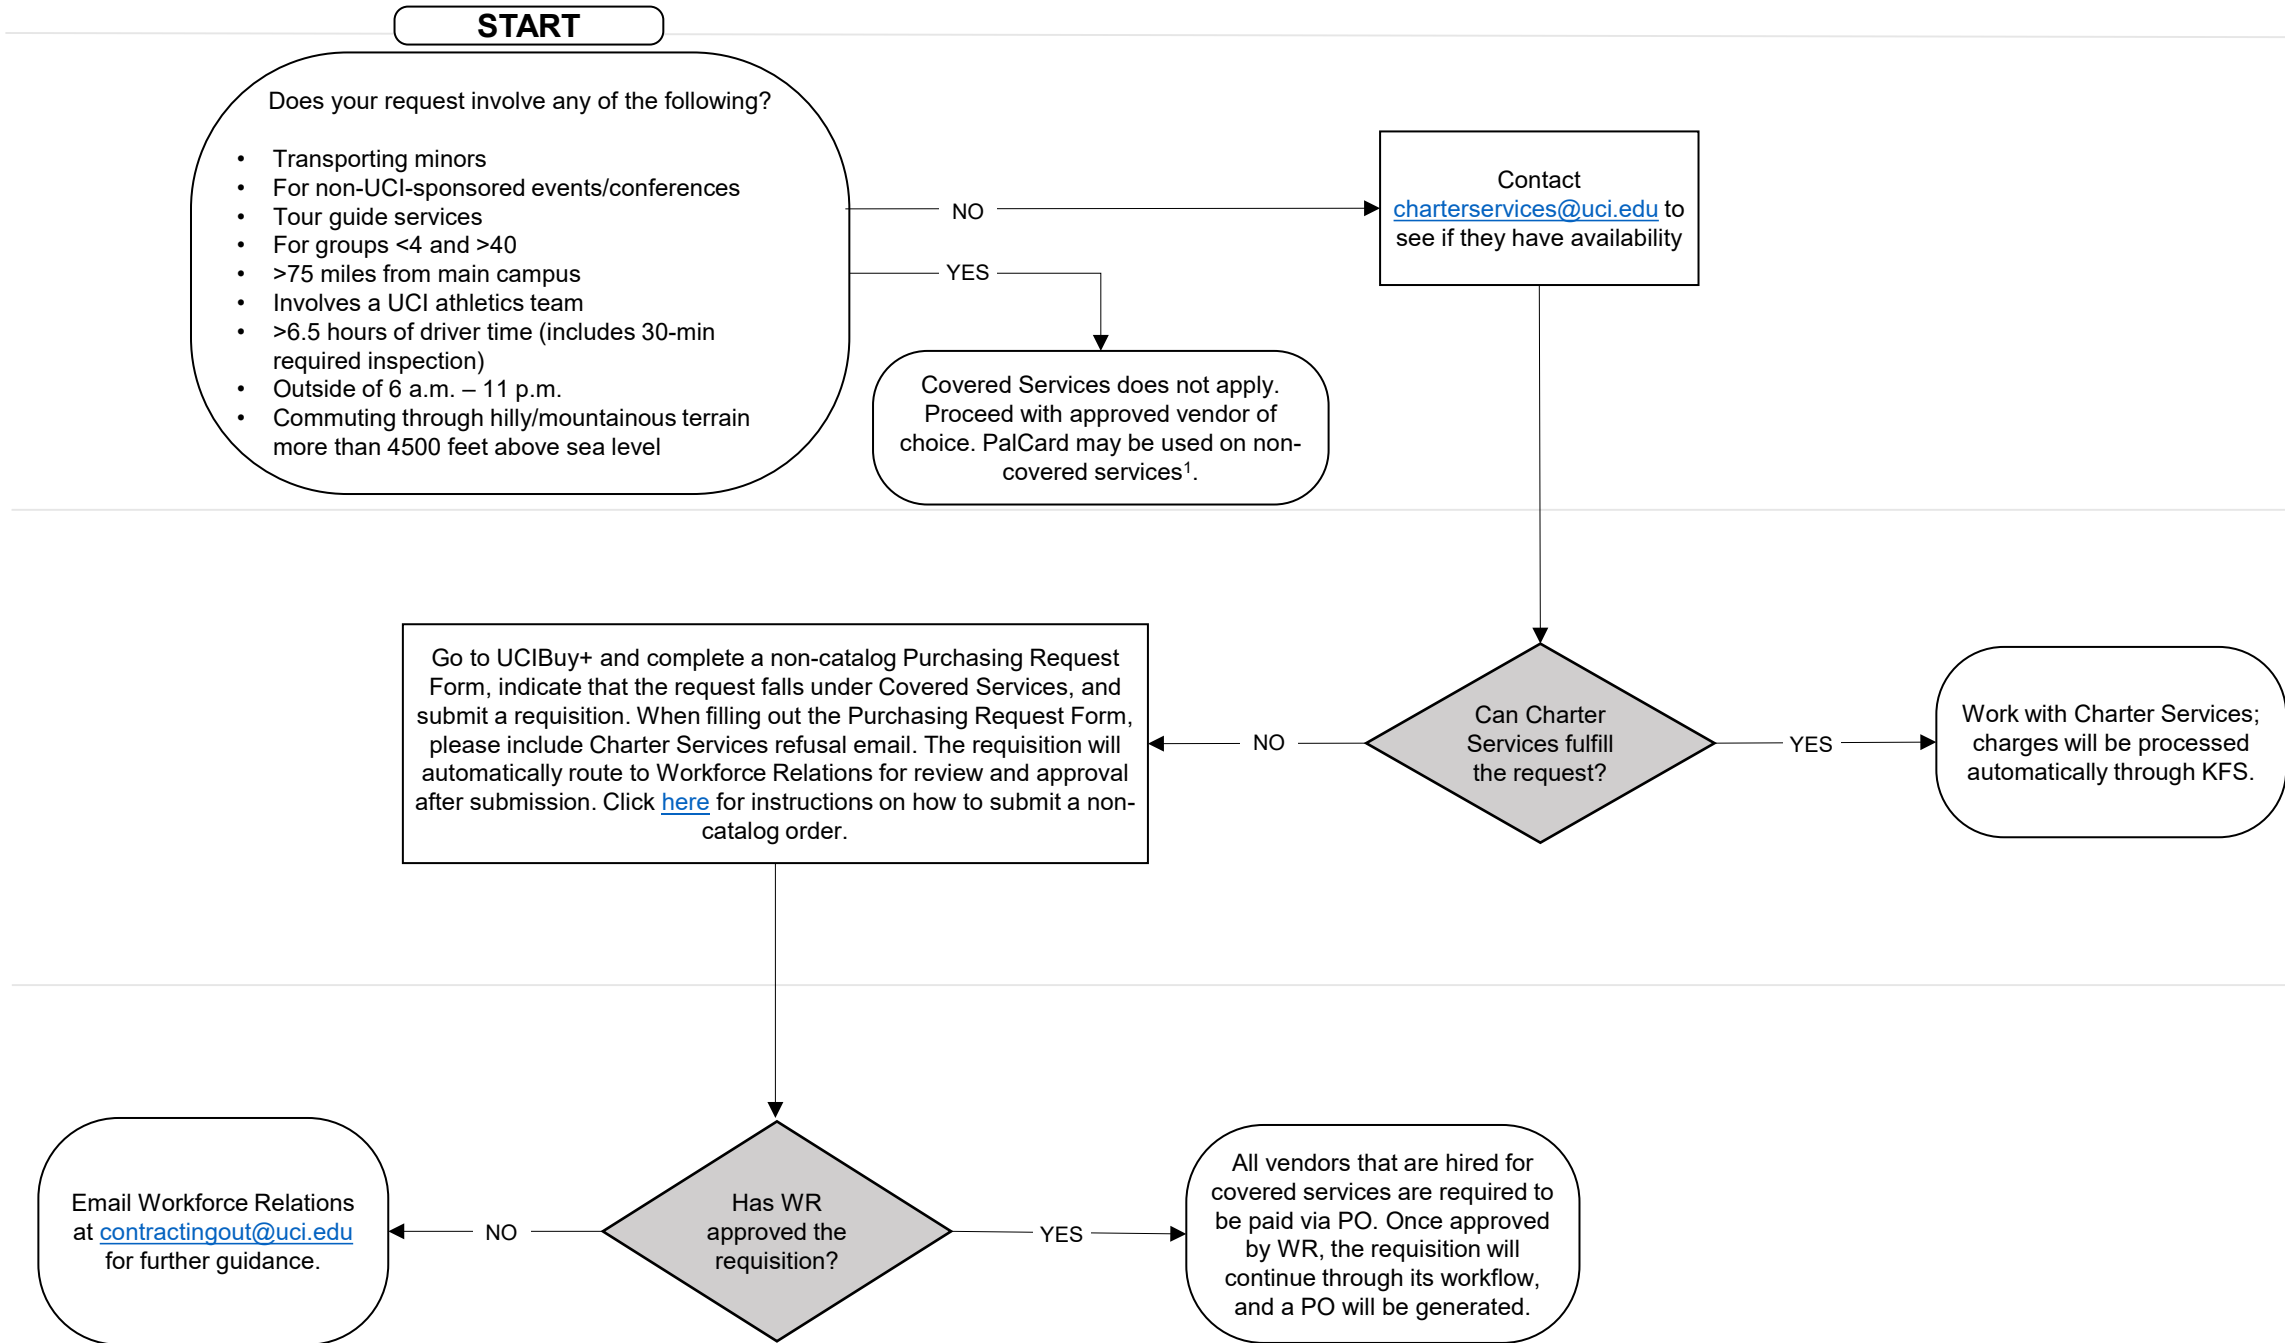 START
Does your request involve any of the following?
• Transporting minors
• For non-UCI-sponsored events/conferences
• Tour guide services
• For groups <4 and >40
• >75 miles from main campus
• Involves a UCI athletics team
• >6.5 hours of driver time (includes 30-min
required inspection)
• Outside of 6 a.m. – 11 p.m.
• Commuting through hilly/mountainous terrain
more than 4500 feet above sea level
NO
YES
Contact
charterservices@uci.edu to
see if they have availability
Covered Services does not apply.
Proceed with approved vendor of
choice. PalCard may be used on non-
covered services¹.
Go to UCIBuy+ and complete a non-catalog Purchasing Request
Form, indicate that the request falls under Covered Services, and
submit a requisition. When filling out the Purchasing Request Form,
please include Charter Services refusal email. The requisition will
automatically route to Workforce Relations for review and approval
after submission. Click here for instructions on how to submit a non-
catalog order.
NO
Can Charter
Services fulfill
the request?
YES
Work with Charter Services;
charges will be processed
automatically through KFS.
Email Workforce Relations
at contractingout@uci.edu
for further guidance.
NO
Has WR
approved the
requisition?
YES
All vendors that are hired for
covered services are required to
be paid via PO. Once approved
by WR, the requisition will
continue through its workflow,
and a PO will be generated.